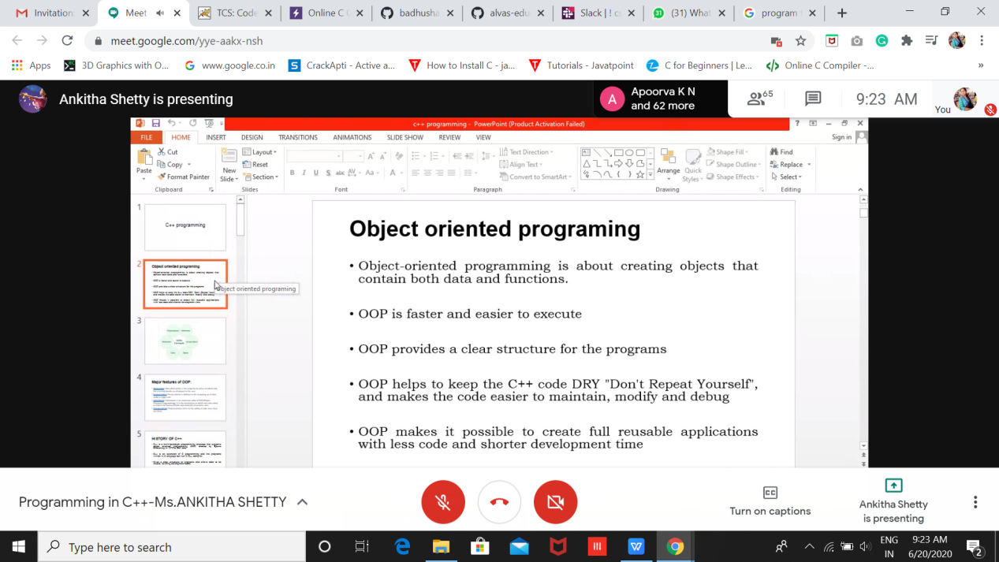 Invitation:
Meet
TCS: Code
Online C C
badhusha
alvas-edu
Slack | ! cs
(31) What
program
meet.google.com/yye-aakx-nsh
Apps
3D Graphics with O...
www.google.co.in
CrackApti - Active a...
How to Install C - ja...
Tutorials - Javatpoint
C for Beginners | Le...
Online C Compiler -...
»
Ankitha Shetty is presenting
A
Apoorva K N
and 62 more
65
9:23 AM
You
c++ programming - PowerPoint (Product Activation Failed)
FILE HOME INSERT DESIGN TRANSITIONS ANIMATIONS SLIDE SHOW REVIEW VIEW
Sign in
Paste
Cut
Copy
Format Painter
Clipboard
New
Slide
Layout
Reset
Section
Slides
B I U S abc AV Aa A
Font
Text Direction
Align Text
Convert to SmartArt
Paragraph
Arrange
Quick
Styles
Shape Fill
Shape Outline
Shape Effects
Drawing
Find
Replace
Select
Editing
1
C++ programming
2
Object oriented programing
3
4
Major features of OOP:
5
HISTORY OF C++
Object oriented programing
• Object-oriented programming is about creating objects that
contain both data and functions.
• OOP is faster and easier to execute
• OOP provides a clear structure for the programs
• OOP helps to keep the C++ code DRY "Don't Repeat Yourself",
and makes the code easier to maintain, modify and debug
• OOP makes it possible to create full reusable applications
with less code and shorter development time
Programming in C++-Ms.ANKITHA SHETTY
CC
Turn on captions
Ankitha Shetty
is presenting
Type here to search
ENG
IN
9:23 AM
6/20/2020
2